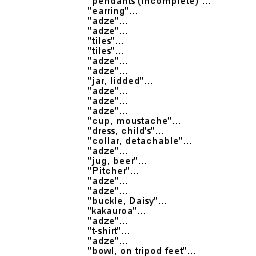 "pendants (incomplete)"...
"earring"...
"adze"...
"adze"...
"tiles"...
"tiles"...
"adze"...
"adze"...
"jar, lidded"...
"adze"...
"adze"...
"adze"...
"cup, moustache"...
"dress, child's"...
"collar, detachable"...
"adze"...
"jug, beer"...
"Pitcher"...
"adze"...
"adze"...
"buckle, Daisy"...
"kakauroa"...
"adze"...
"t-shirt"...
"adze"...
"bowl, on tripod feet"...